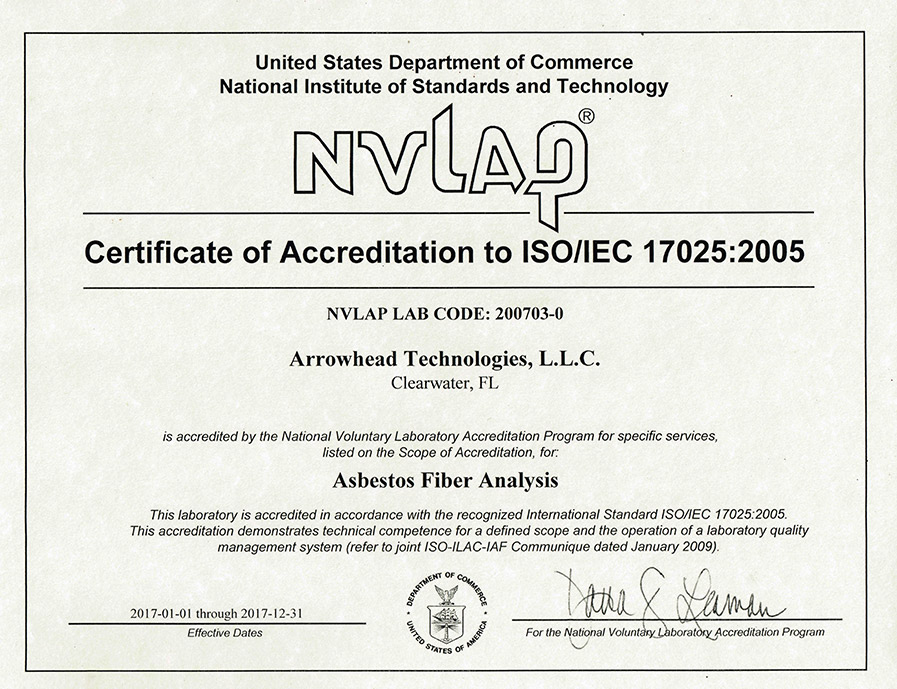 United States Department of Commerce
National Institute of Standards and Technology
NVLAP®
Certificate of Accreditation to ISO/IEC 17025:2005
NVLAP LAB CODE: 200703-0
Arrowhead Technologies, L.L.C.
Clearwater, FL
is accredited by the National Voluntary Laboratory Accreditation Program for specific services,
listed on the Scope of Accreditation, for:
Asbestos Fiber Analysis
This laboratory is accredited in accordance with the recognized International Standard ISO/IEC 17025:2005.
This accreditation demonstrates technical competence for a defined scope and the operation of a laboratory quality
management system (refer to joint ISO-ILAC-IAF Communique dated January 2009).
2017-01-01 through 2017-12-31
Effective Dates
DEPARTMENT OF COMMERCE
UNITED STATES OF AMERICA
For the National Voluntary Laboratory Accreditation Program